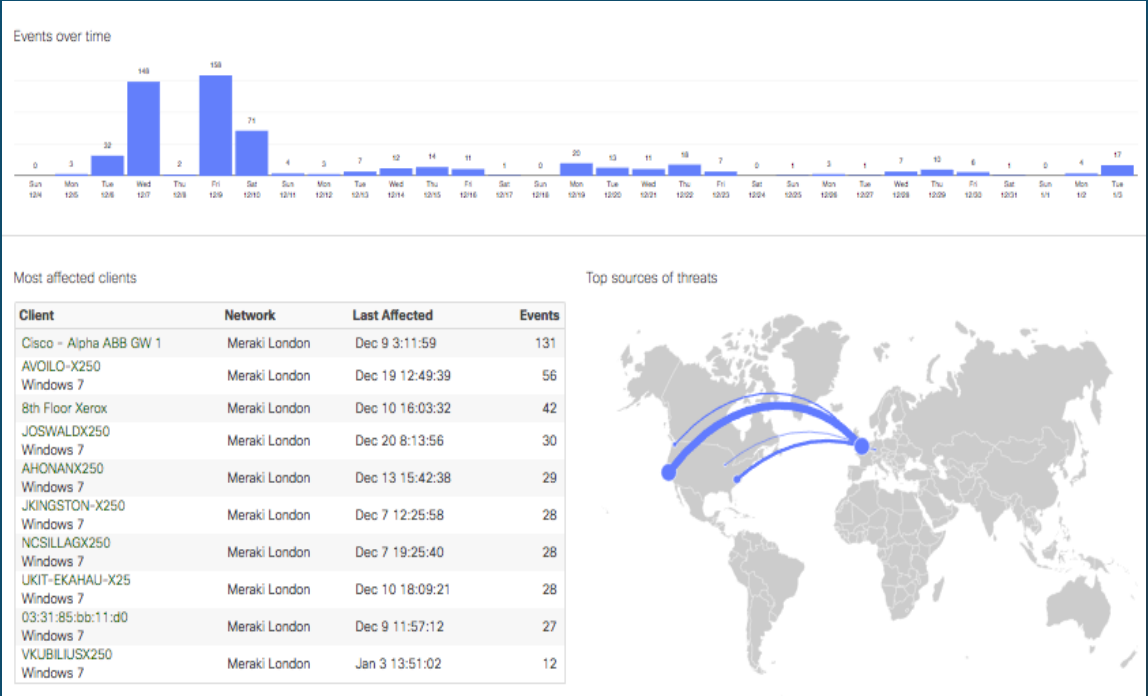 Events over time
0 3 32 148 2 158 71 4 3 7 12 14 11 1 0 20 13 11 18 7 0 1 3 1 7 10 6 1 0 4 17
Sun Mon Tue Wed Thu Fri Sat Sun Mon Tue Wed Thu Fri Sat Sun Mon Tue Wed Thu Fri Sat Sun Mon Tue Wed Thu Fri Sat Sun Mon Tue
12/4 12/5 12/6 12/7 12/8 12/9 12/10 12/11 12/12 12/13 12/14 12/15 12/16 12/17 12/18 12/19 12/20 12/21 12/22 12/23 12/24 12/25 12/26 12/27 12/28 12/29 12/30 12/31 1/1 1/2 1/3
Most affected clients
Top sources of threats
Client Network Last Affected Events
Cisco - Alpha ABB GW 1 Meraki London Dec 9 3:11:59 131
AVOILO-X250
Windows 7 Meraki London Dec 19 12:49:39 56
8th Floor Xerox Meraki London Dec 10 16:03:32 42
JOSWALDX250
Windows 7 Meraki London Dec 20 8:13:56 30
AHONANX250
Windows 7 Meraki London Dec 13 15:42:38 29
JKINGSTON-X250
Windows 7 Meraki London Dec 7 12:25:58 28
NCSILLAGX250
Windows 7 Meraki London Dec 7 19:25:40 28
UKIT-EKAHAU-X25
Windows 7 Meraki London Dec 10 18:09:21 28
03:31:85:bb:11:d0
Windows 7 Meraki London Dec 9 11:57:12 27
VKUBILIUSX250
Windows 7 Meraki London Jan 3 13:51:02 12